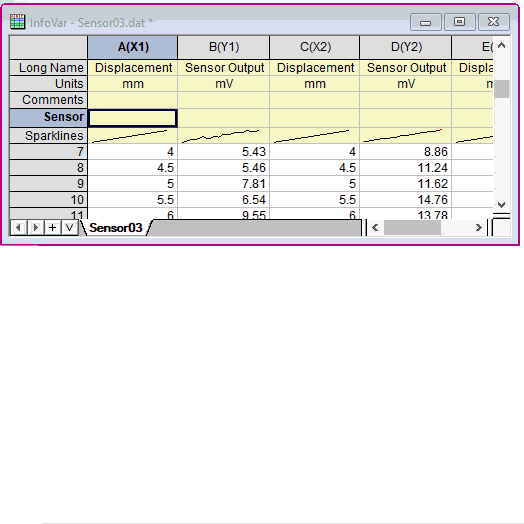 InfoVar - Sensor03.dat *
A(X1) B(Y1) C(X2) D(Y2) E(
Long Name Displacement Sensor Output Displacement Sensor Output Displa
Units mm mV mm mV m
Comments
Sensor
Sparklines
7 4 5.43 4 8.86
8 4.5 5.46 4.5 11.24
9 5 7.81 5 11.62
10 5.5 6.54 5.5 14.76
11 6 9.55 6 13.78
Sensor03